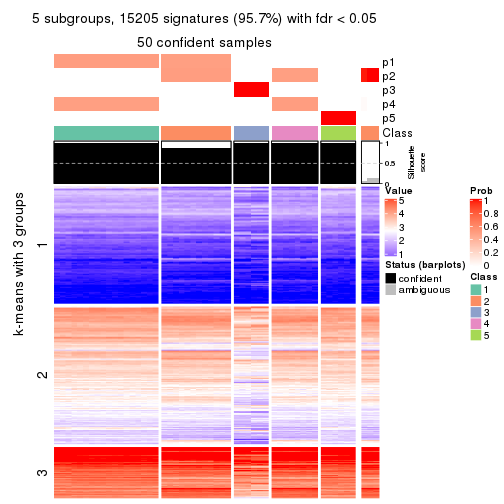 5 subgroups, 15205 signatures (95.7%) with fdr < 0.05
50 confident samples
p1
p2
p3
p4
p5
Class
1
0.5
0
Silhouette
score
k-means with 3 groups
1
2
3
Value
5
4
3
2
1
Status (barplots)
confident
ambiguous
Prob
1
0.8
0.6
0.4
0.2
0
Class
1
2
3
4
5